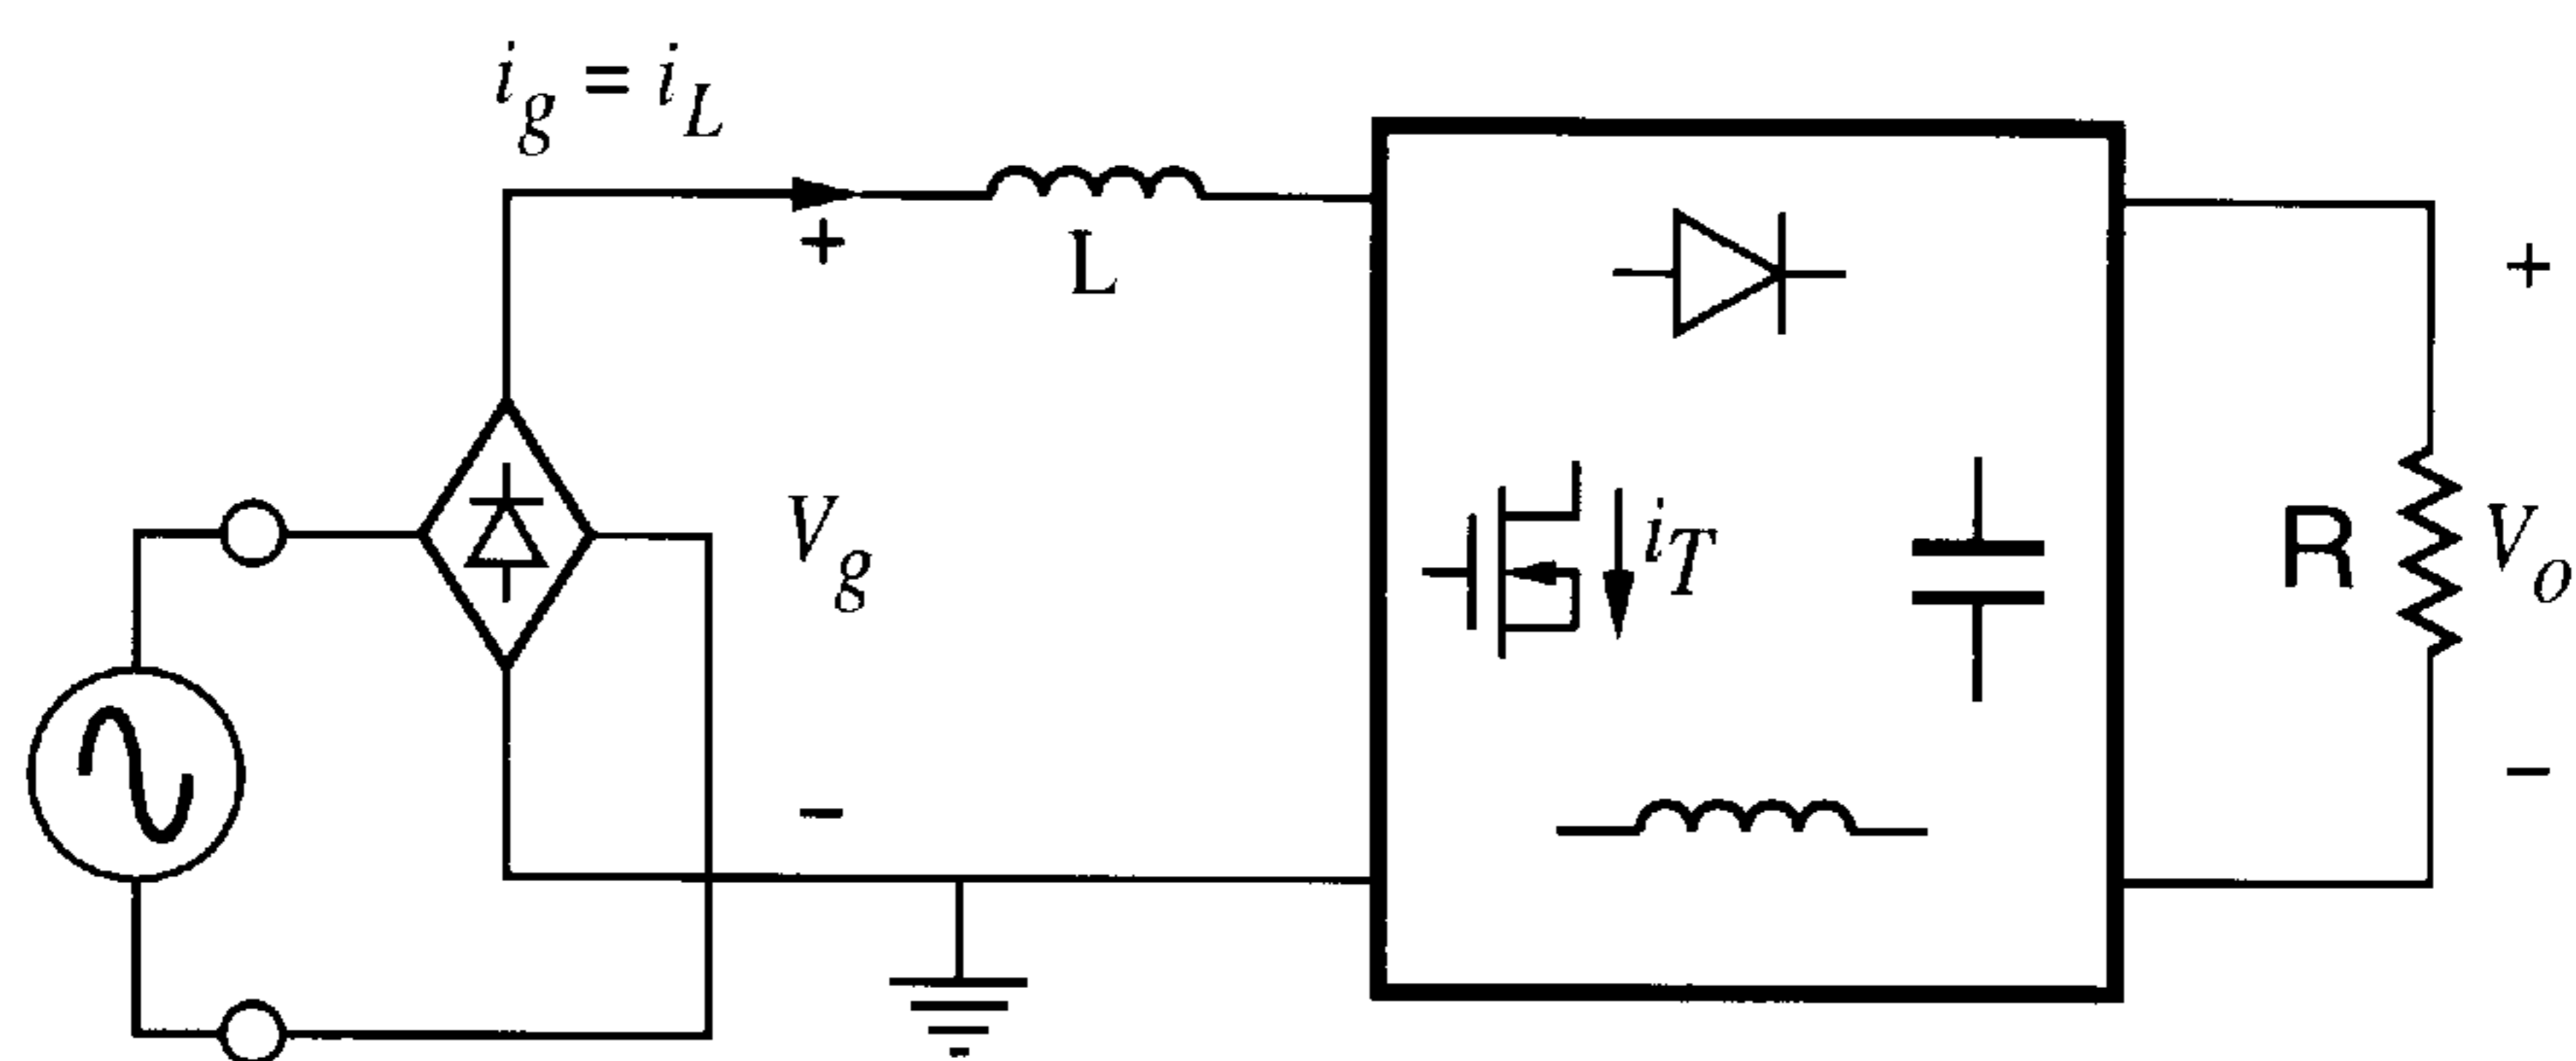 i_g = i_L
+
L
+
V_g
i_T
R
V_o
−
−